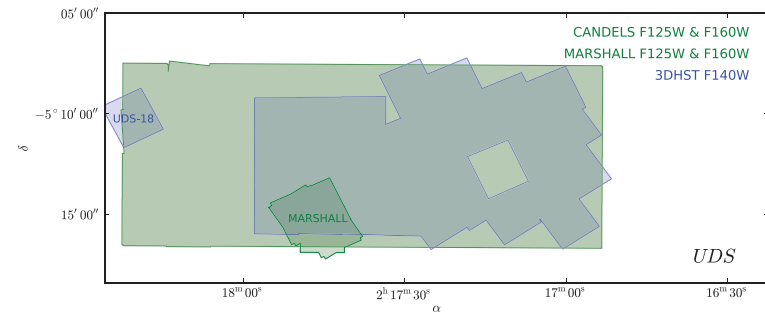 05′ 00″
CANDELS F125W & F160W
MARSHALL F125W & F160W
3DHST F140W
−5° 10′ 00″
UDS-18
δ
15′ 00″
MARSHALL
UDS
18ᵐ 00ˢ
2ʰ 17ᵐ 30ˢ
17ᵐ 00ˢ
16ᵐ 30ˢ
α